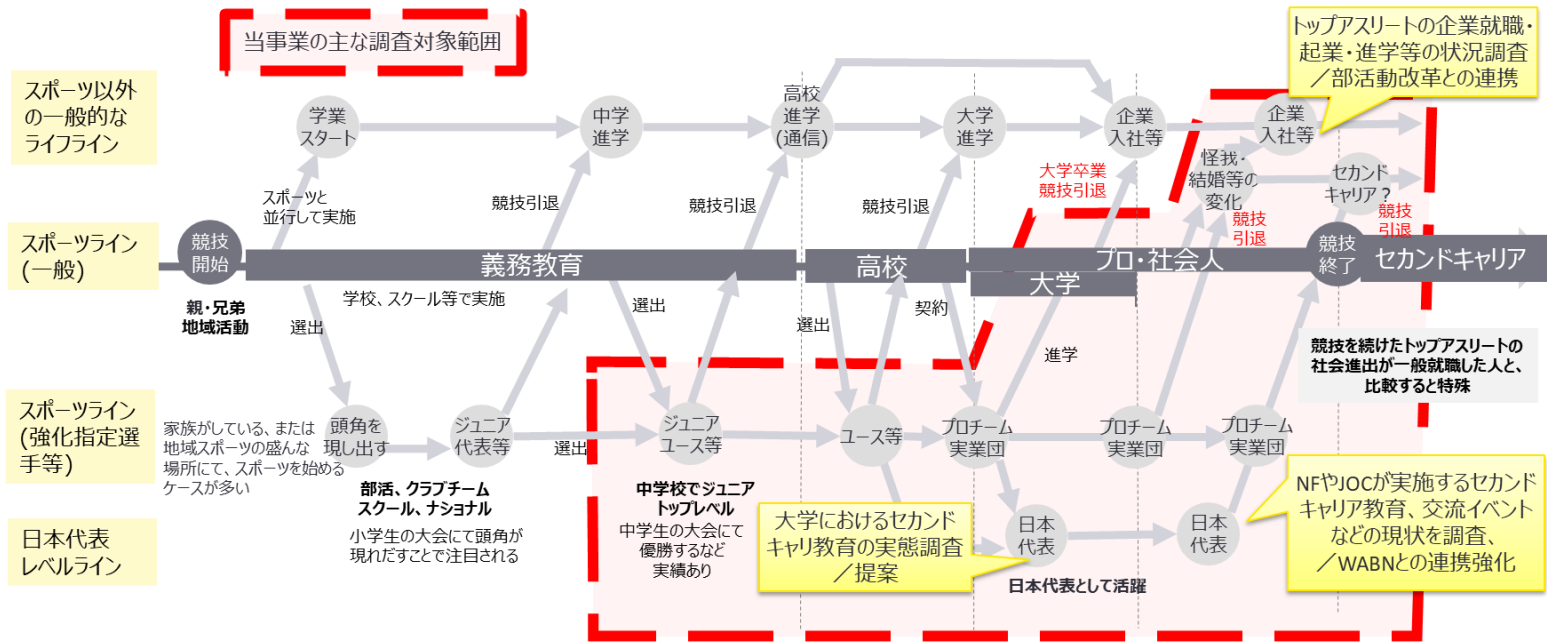 当事業の主な調査対象範囲
トップアスリートの企業就職・
起業・進学等の状況調査
／部活動改革との連携
スポーツ以外
の一般的な
ライフライン
学業
スタート
中学
進学
高校
進学
(通信)
大学
進学
企業
入社等
企業
入社等
スポーツと
並行して実施
競技引退
競技引退
競技引退
大学卒業
競技引退
怪我・
結婚等の
変化
セカンド
キャリア？
競技
引退
競技
引退
スポーツライン
(一般)
競技
開始
義務教育
高校
プロ・社会人
大学
競技
終了
セカンドキャリア
親・兄弟
地域活動
学校、スクール等で実施
選出
選出
選出
契約
進学
競技を続けたトップアスリートの
社会進出が一般就職した人と、
比較すると特殊
スポーツライン
(強化指定選
手等)
家族がしている、または
地域スポーツの盛んな
場所にて、スポーツを始める
ケースが多い
頭角を
現し出す
ジュニア
代表等
選出
ジュニア
ユース等
ユース等
プロチーム
実業団
プロチーム
実業団
プロチーム
実業団
部活、クラブチーム
スクール、ナショナル
小学生の大会にて頭角が
現れだすことで注目される
中学校でジュニア
トップレベル
中学生の大会にて
優勝するなど
実績あり
日本代表
レベルライン
大学におけるセカンド
キャリ教育の実態調査
／提案
日本
代表
日本
代表
日本代表として活躍
NFやJOCが実施するセカンド
キャリア教育、交流イベント
などの現状を調査、
／WABNとの連携強化